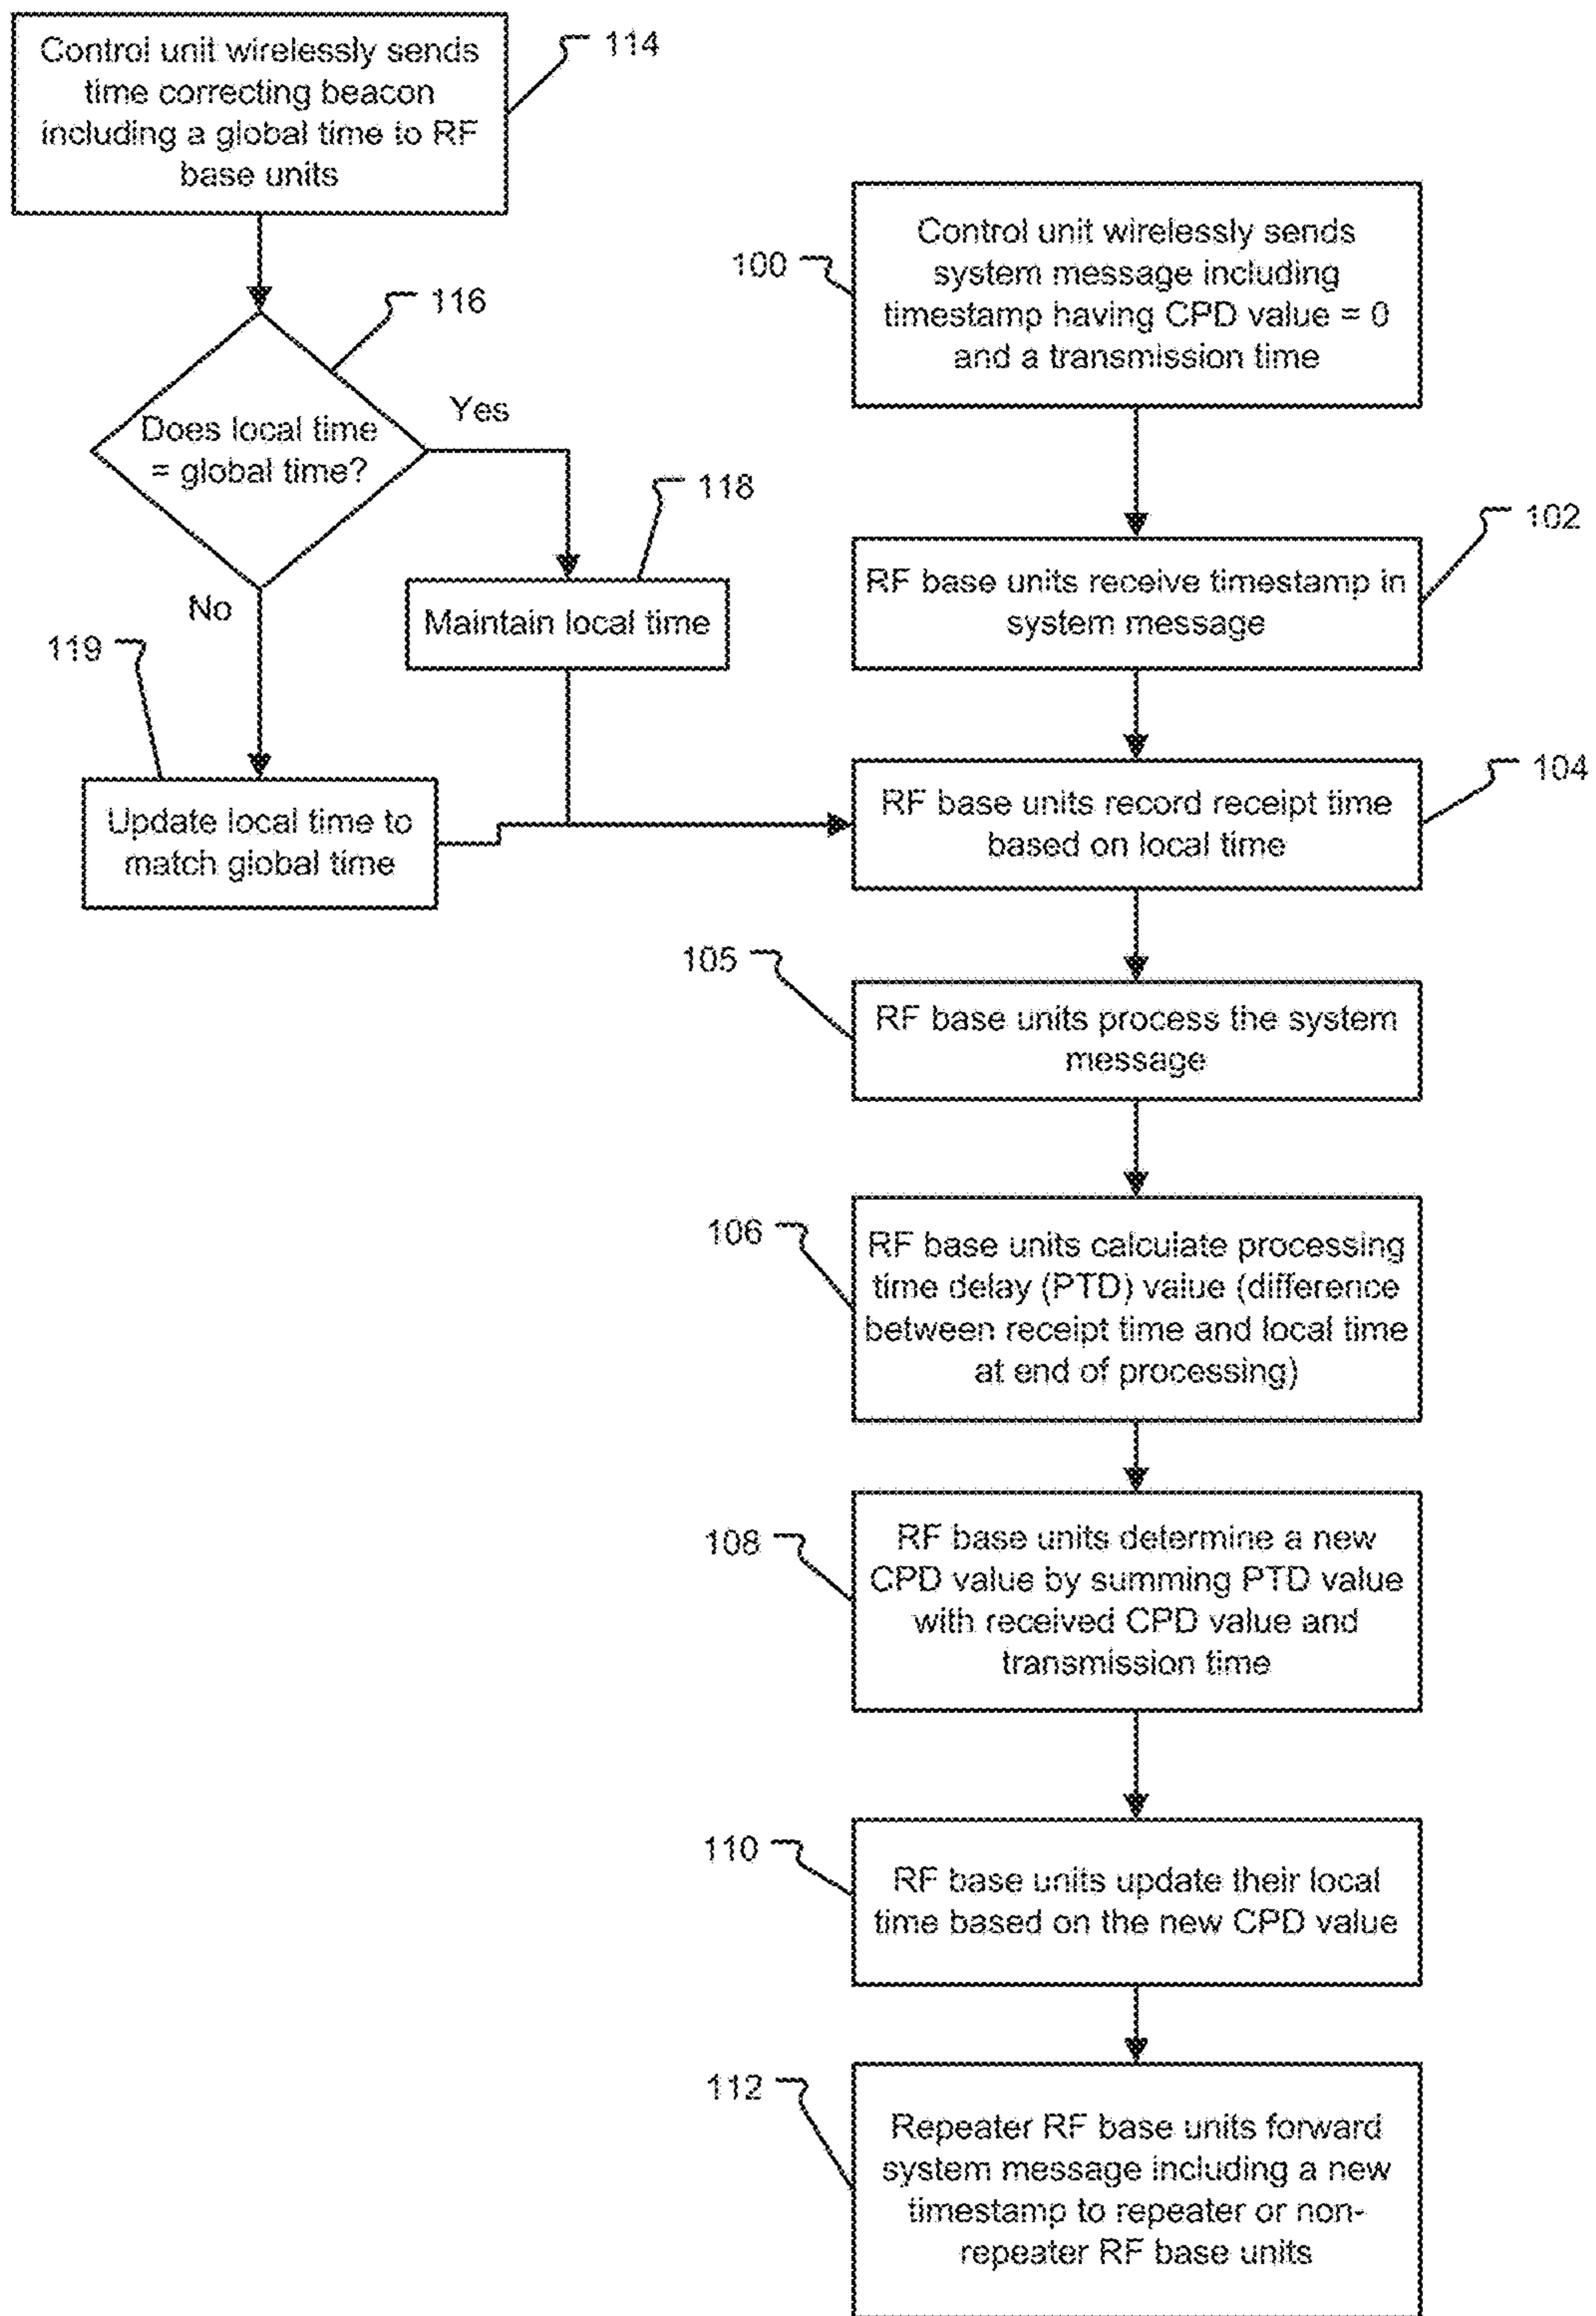 Control unit wirelessly sends
time correcting beacon
including a global time to RF
base units
114
116
Does local time
= global time?
Yes
No
118
Maintain local time
119
Update local time to
match global time
100
Control unit wirelessly sends
system message including
timestamp having CPD value = 0
and a transmission time
102
RF base units receive timestamp in
system message
104
RF base units record receipt time
based on local time
105
RF base units process the system
message
106
RF base units calculate processing
time delay (PTD) value (difference
between receipt time and local time
at end of processing)
108
RF base units determine a new
CPD value by summing PTD value
with received CPD value and
transmission time
110
RF base units update their local
time based on the new CPD value
112
Repeater RF base units forward
system message including a new
timestamp to repeater or non-
repeater RF base units